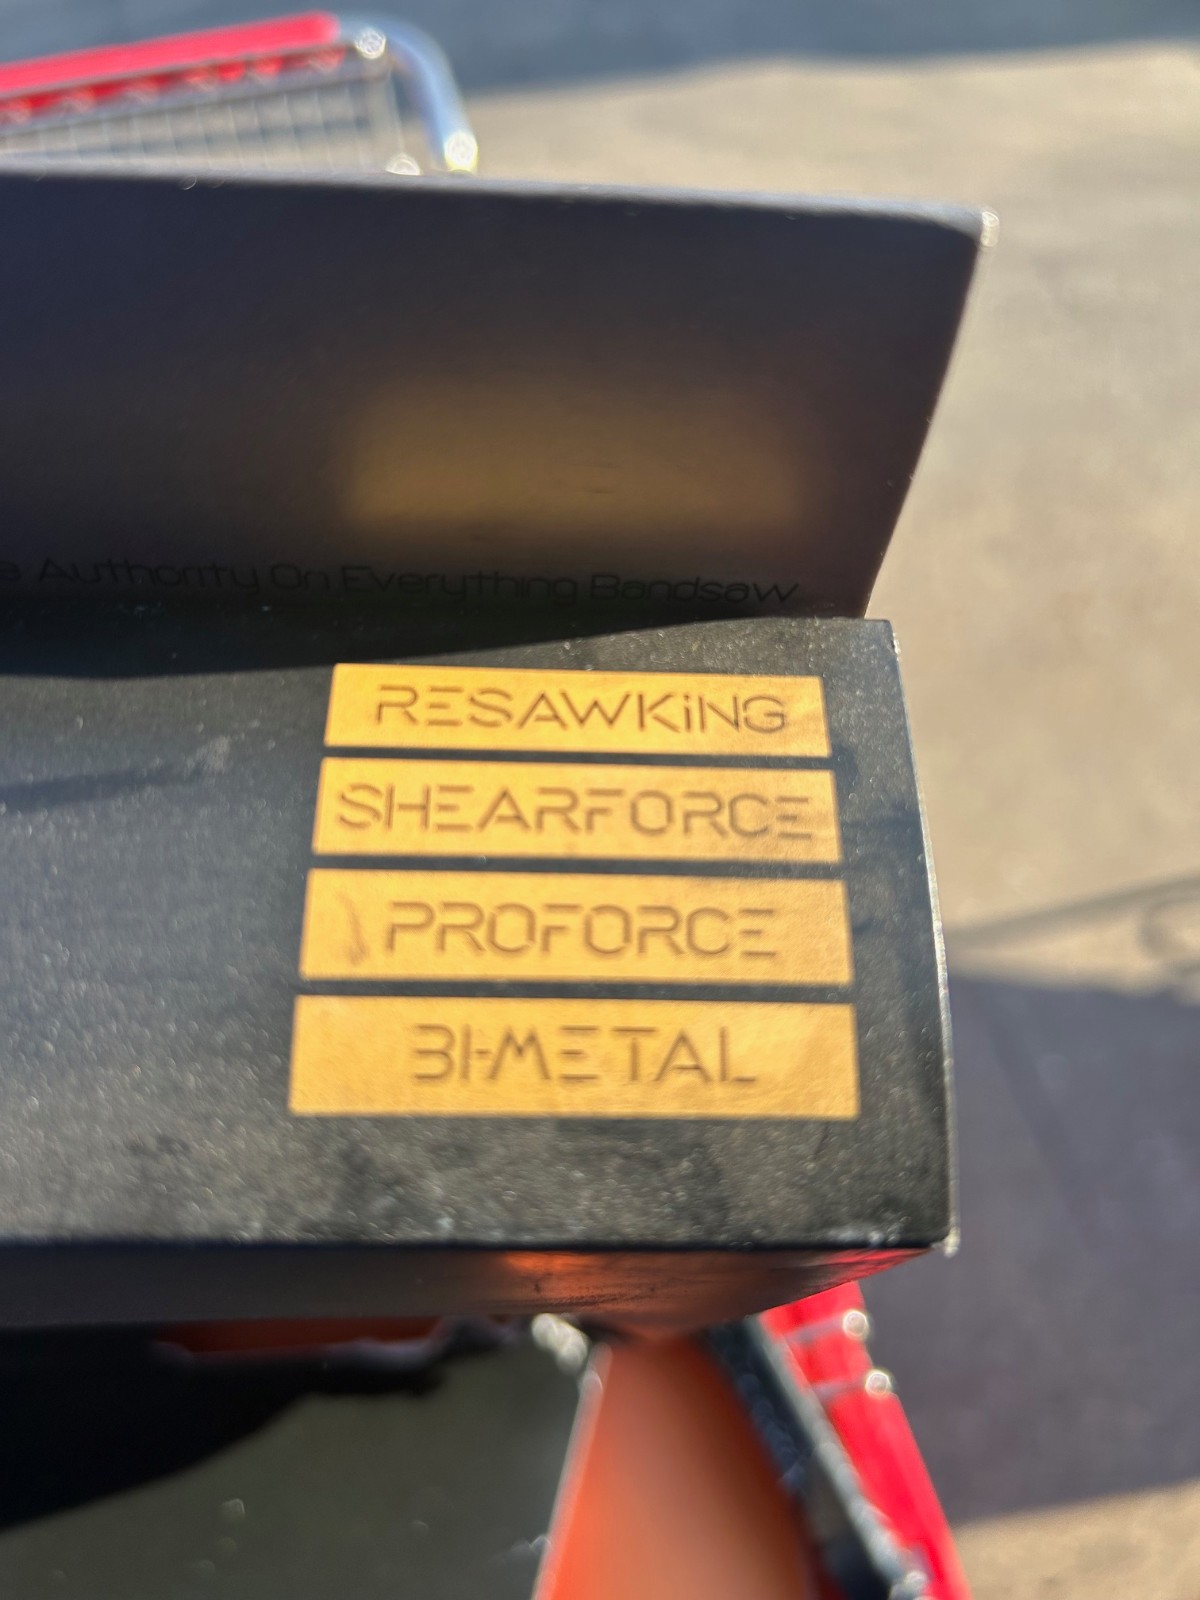 Authority On Everything Bandsaw
RESAWKiNG
SHEARFORCE
PROFORCE
BI-METAL